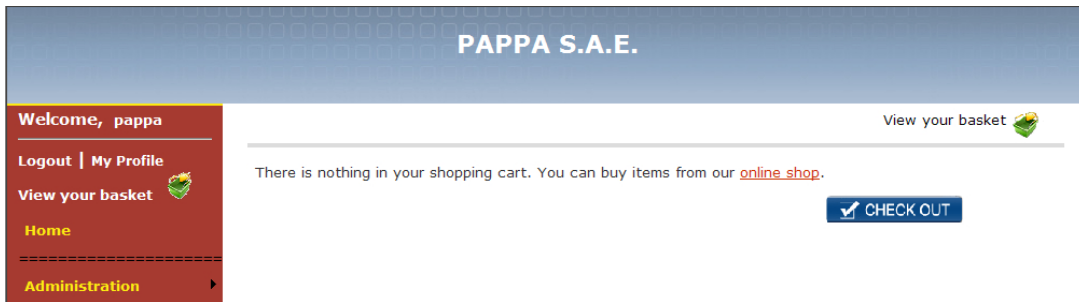 PAPPA S.A.E.
Welcome, pappa
Logout | My Profile
View your basket
Home
=====================
Administration
View your basket
There is nothing in your shopping cart. You can buy items from our online shop.
CHECK OUT